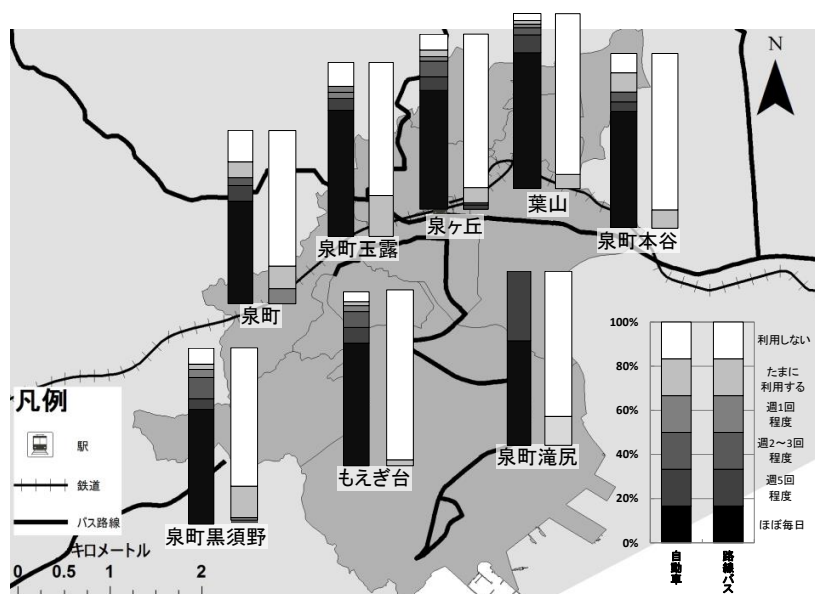 N
葉山
泉ヶ丘
泉町玉露
泉町本谷
泉町
もえぎ台
泉町滝尻
泉町黒須野
凡例
駅
鉄道
バス路線
キロメートル
0 0.5 1 2
100%
80%
60%
40%
20%
0%
利用しない
たまに
利用する
週1回
程度
週2～3回
程度
週5回
程度
ほぼ毎日
自動車
路線バス